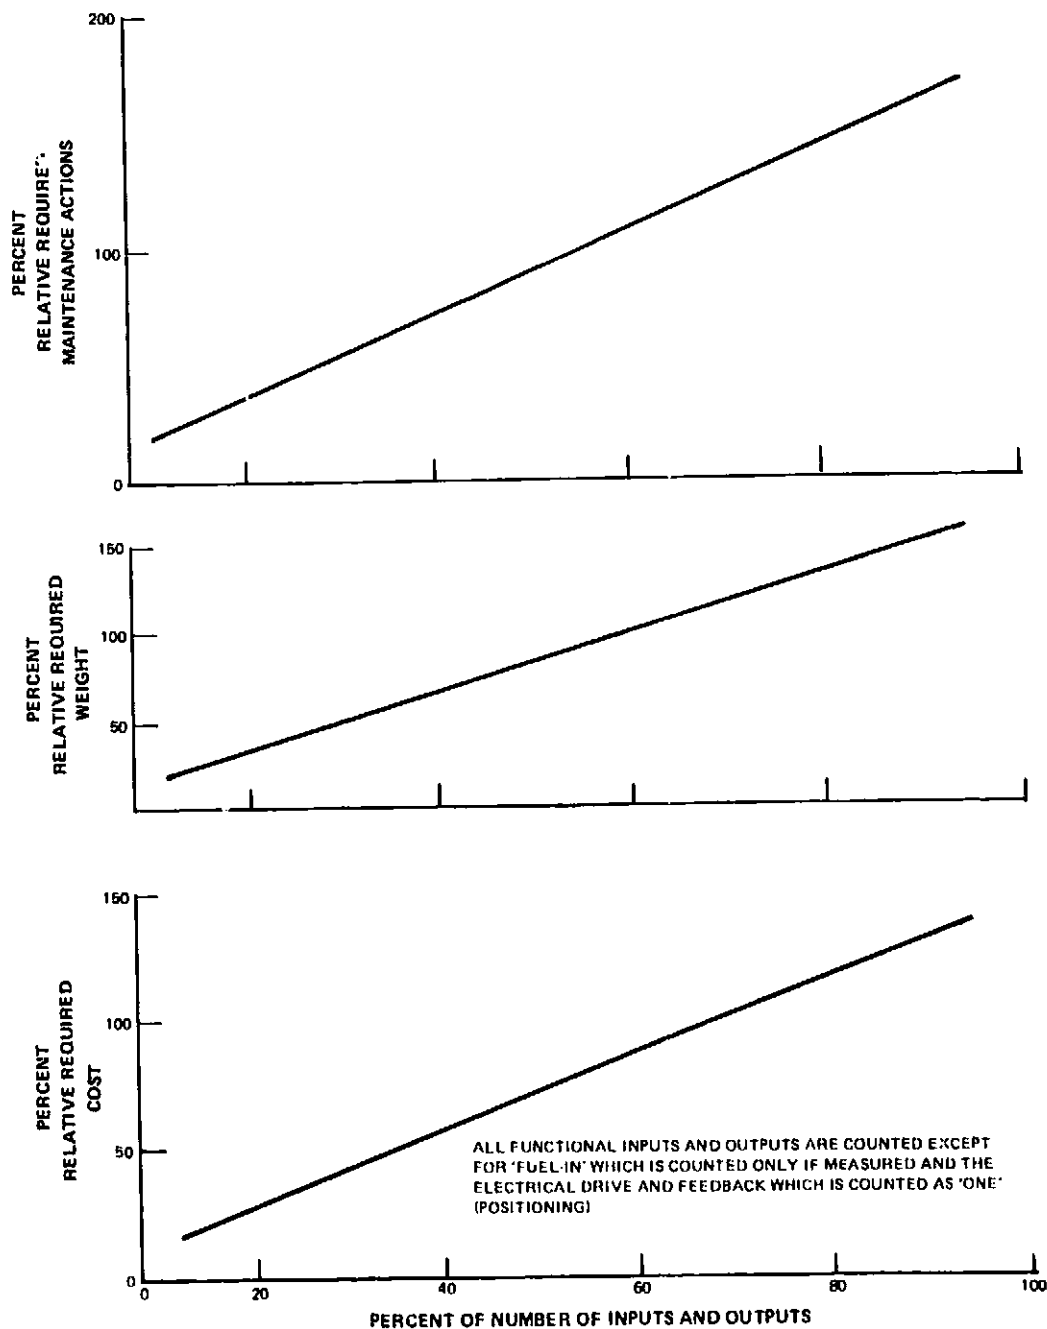 200
PERCENT
RELATIVE REQUIRE
MAINTENANCE ACTIONS
100
0
150
PERCENT
RELATIVE REQUIRED
WEIGHT
100
50
150
PERCENT
RELATIVE REQUIRED
COST
100
50
ALL FUNCTIONAL INPUTS AND OUTPUTS ARE COUNTED EXCEPT
FOR 'FUEL-IN' WHICH IS COUNTED ONLY IF MEASURED AND THE
ELECTRICAL DRIVE AND FEEDBACK WHICH IS COUNTED AS 'ONE'
(POSITIONING)
0
0 20 40 60 80 100
PERCENT OF NUMBER OF INPUTS AND OUTPUTS